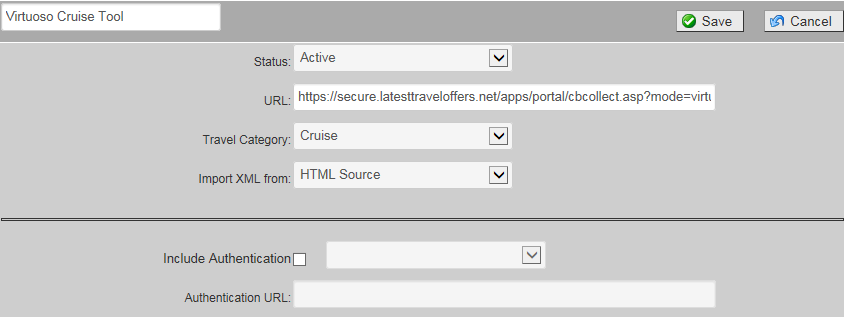 Virtuoso Cruise Tool
Save
Cancel
Status: Active
URL: https://secure.latesttraveloffers.net/apps/portal/cbcollect.asp?mode=virtu
Travel Category: Cruise
Import XML from: HTML Source
Include Authentication
Authentication URL: